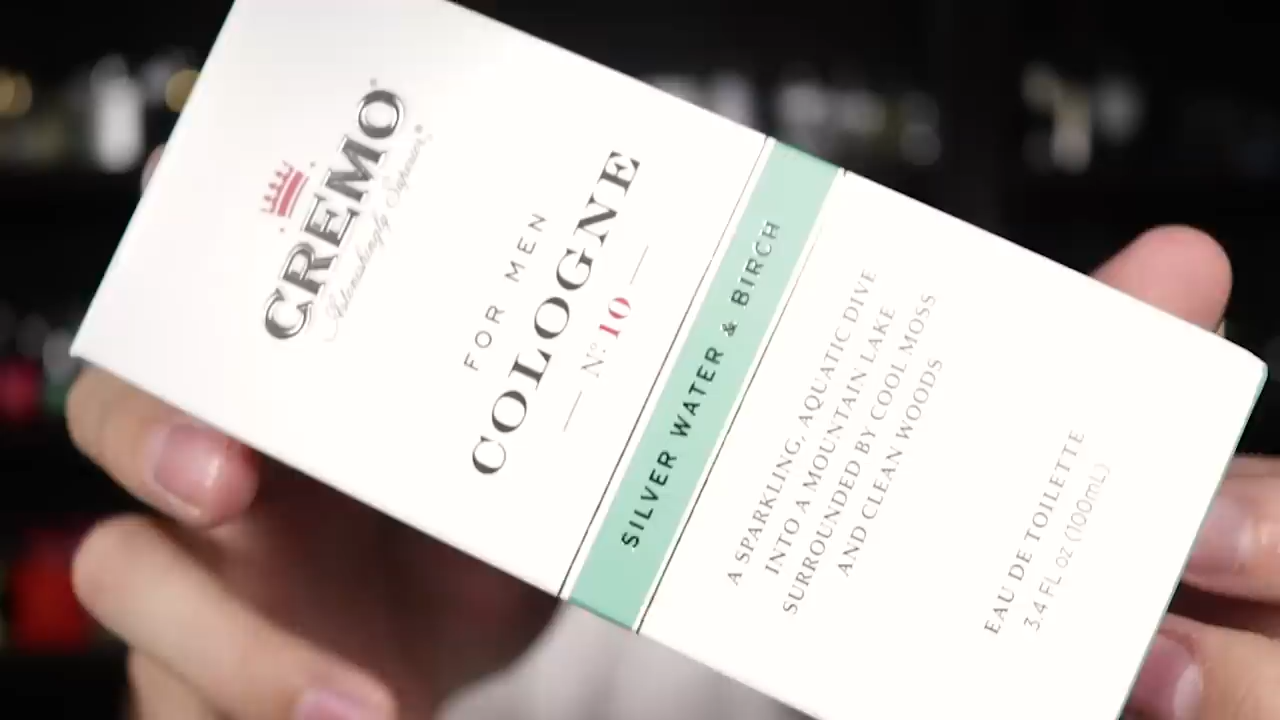 CREMO®
Astonishingly Superior®
FOR MEN
COLOGNE
Nº 10
SILVER WATER & BIRCH
A SPARKLING, AQUATIC DIVE
INTO A MOUNTAIN LAKE
SURROUNDED BY COOL MOSS
AND CLEAN WOODS
EAU DE TOILETTE
3.4 FL oz (100mL)